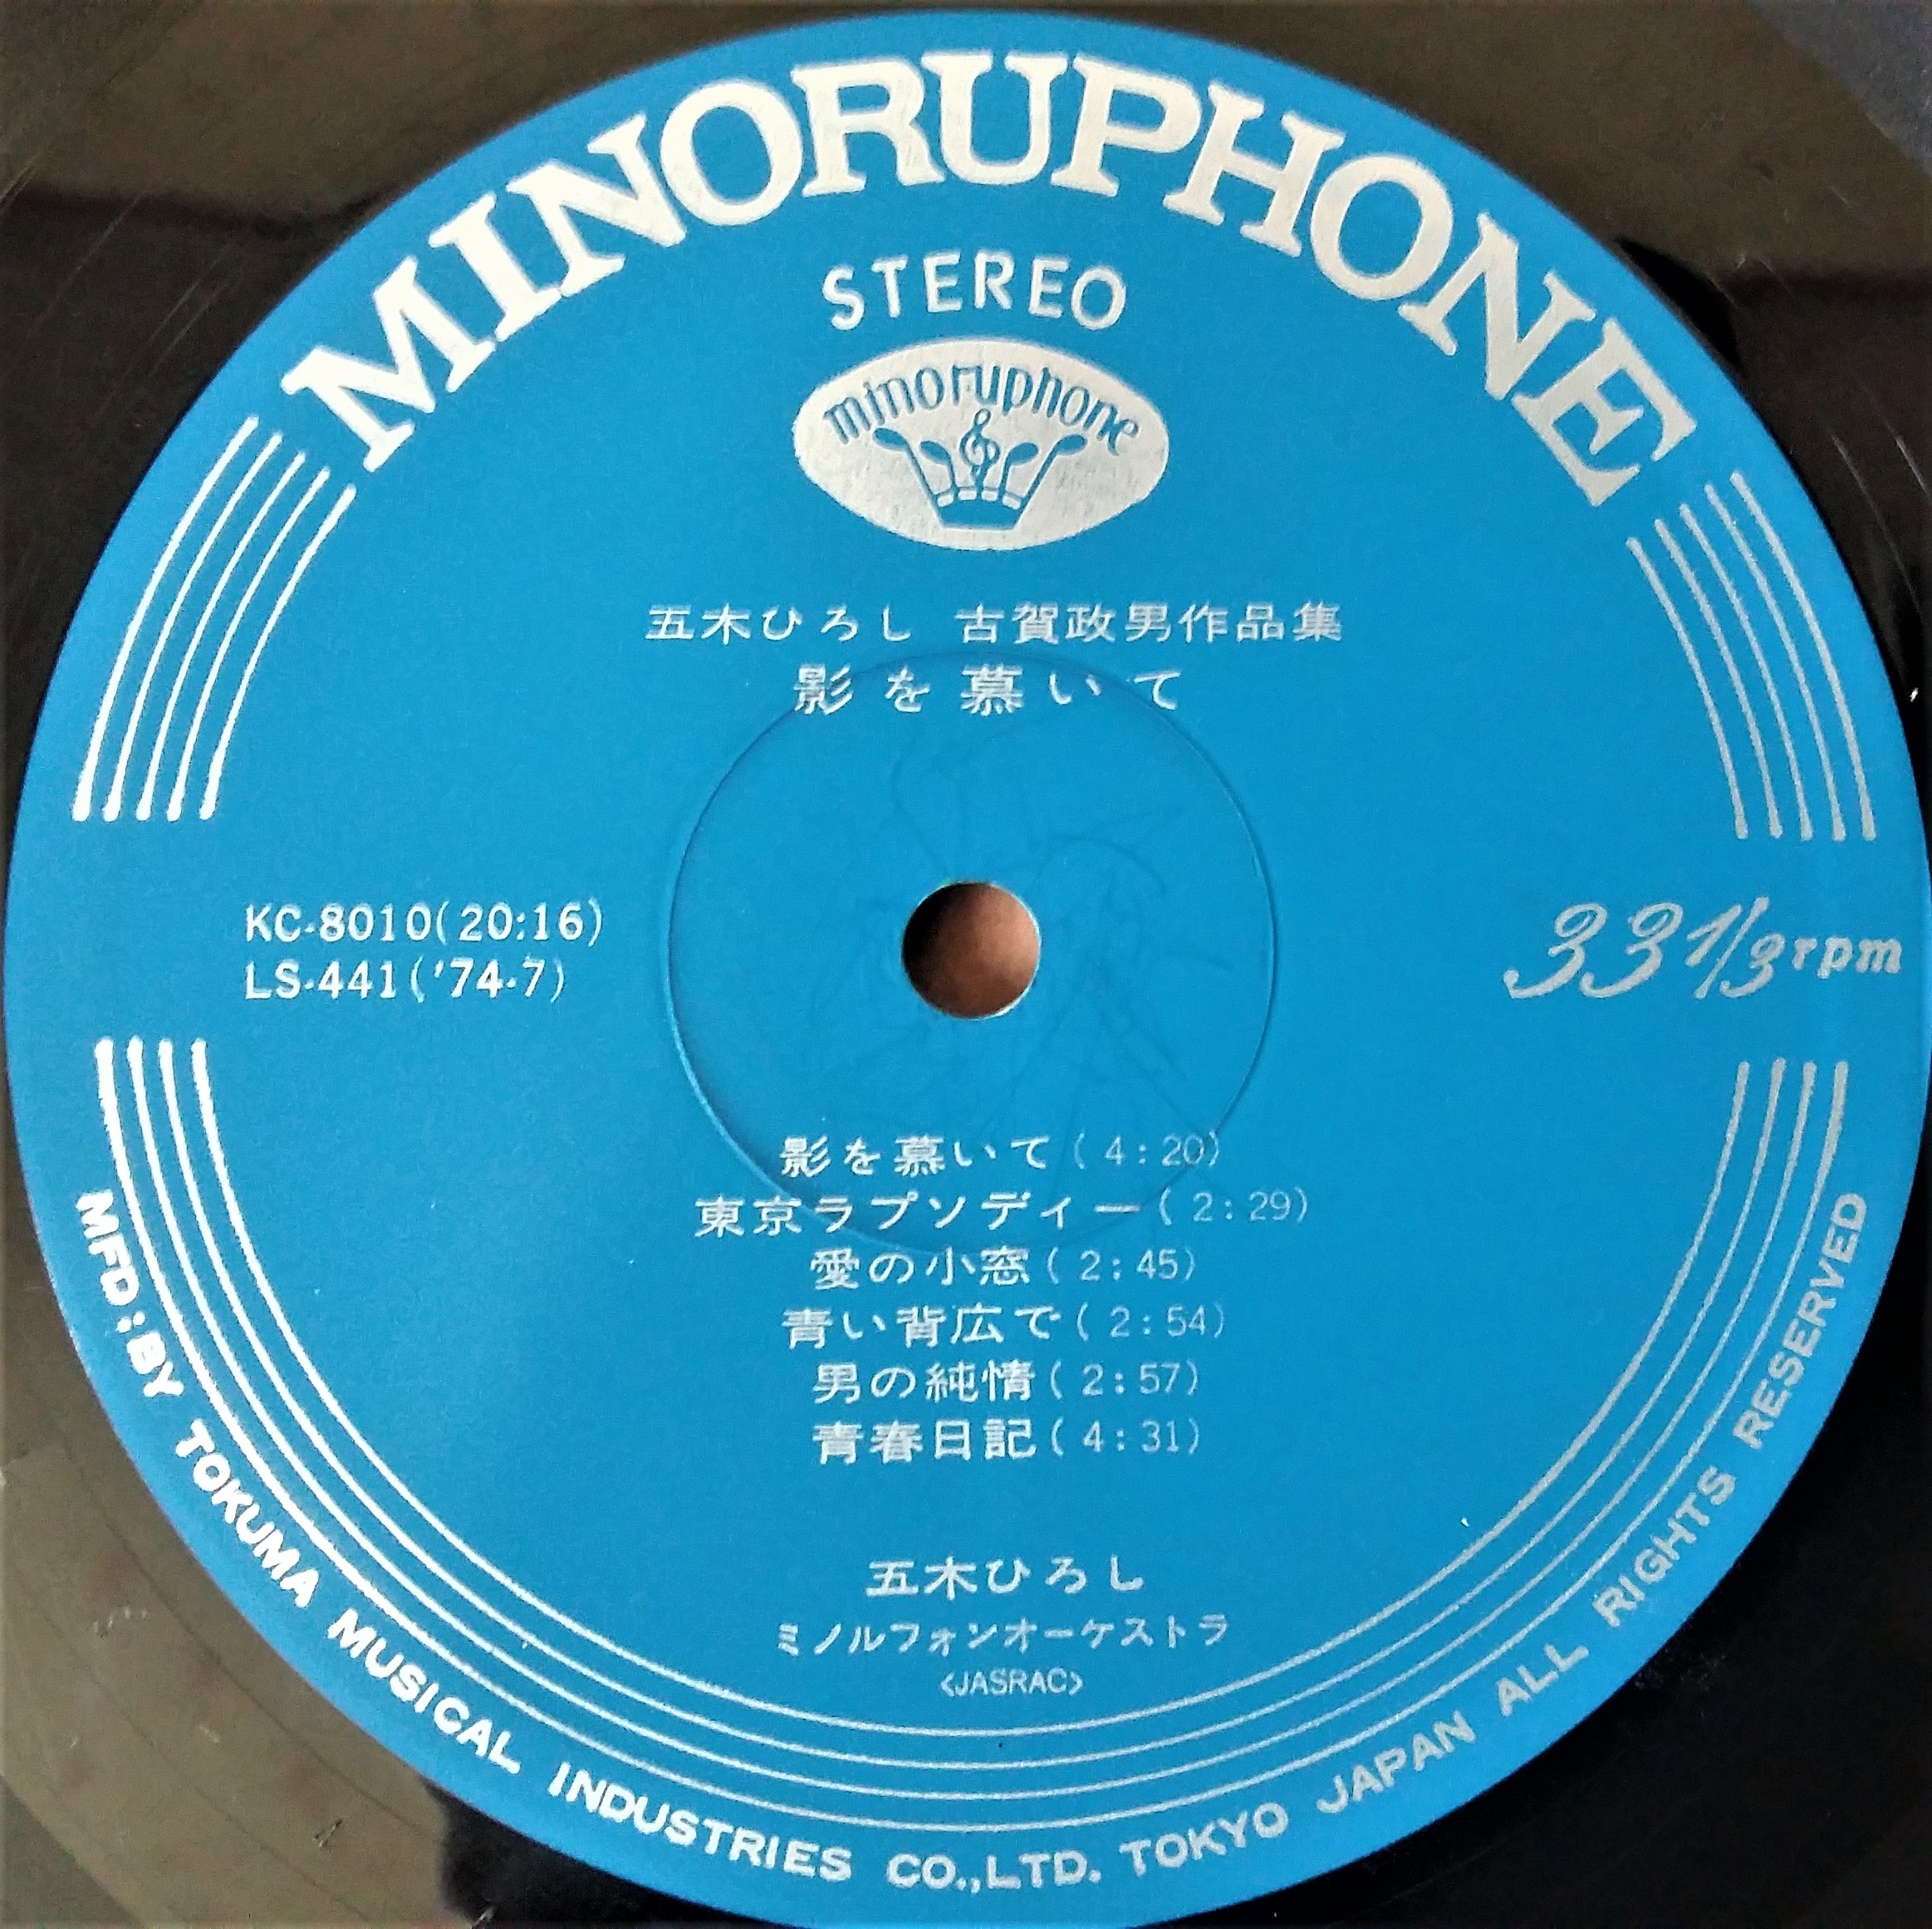 MINORUPHONE
STEREO
minoruphone
五木ひろし 古賀政男作品集
影を慕いて
KC-8010(20:16)
LS-441('74-7)
33 1/3 rpm
影を慕いて(4:20)
東京ラプソディー(2:29)
愛の小窓(2:45)
青い背広で(2:54)
男の純情(2:57)
青春日記(4:31)
五木ひろし
ミノルフォンオーケストラ
<JASRAC>
MFD:BY TOKUMA MUSICAL INDUSTRIES CO.,LTD. TOKYO JAPAN ALL RIGHTS RESERVED